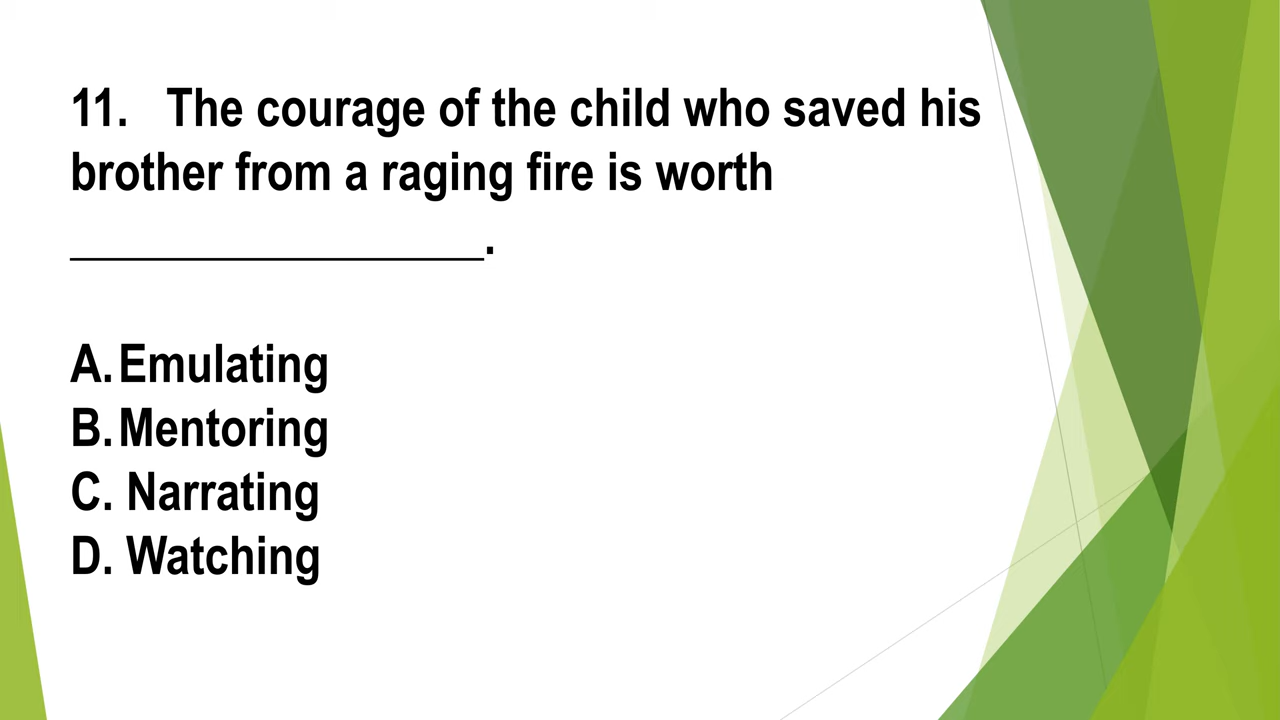 11. The courage of the child who saved his
brother from a raging fire is worth
__________________.
A. Emulating
B. Mentoring
C. Narrating
D. Watching